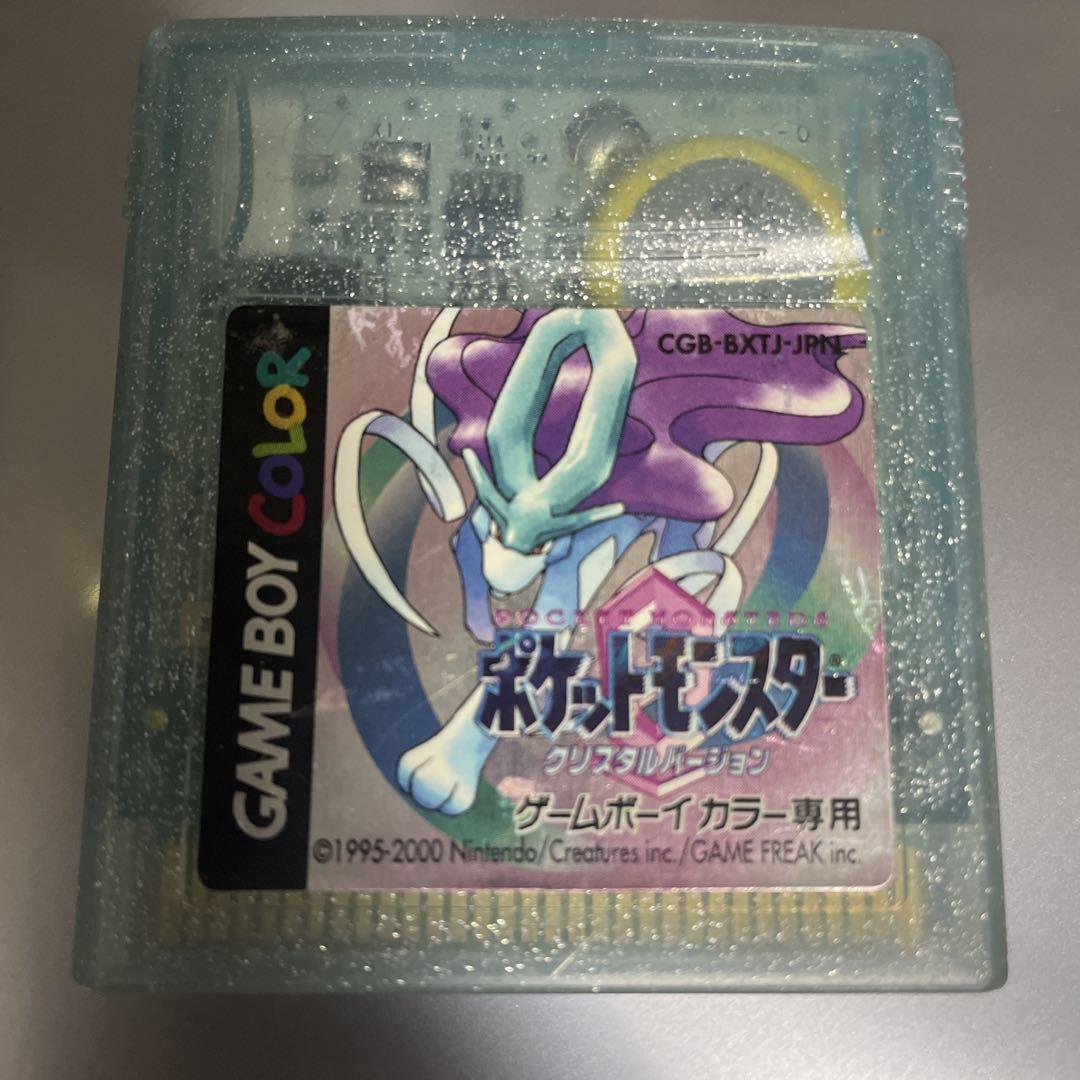 CGB-BXTJ-JPN
GAME BOY COLOR
POCKET MONSTERS
ポケットモンスター®
クリスタルバージョン
ゲームボーイカラー専用
©1995-2000 Nintendo/Creatures inc./GAME FREAK inc.